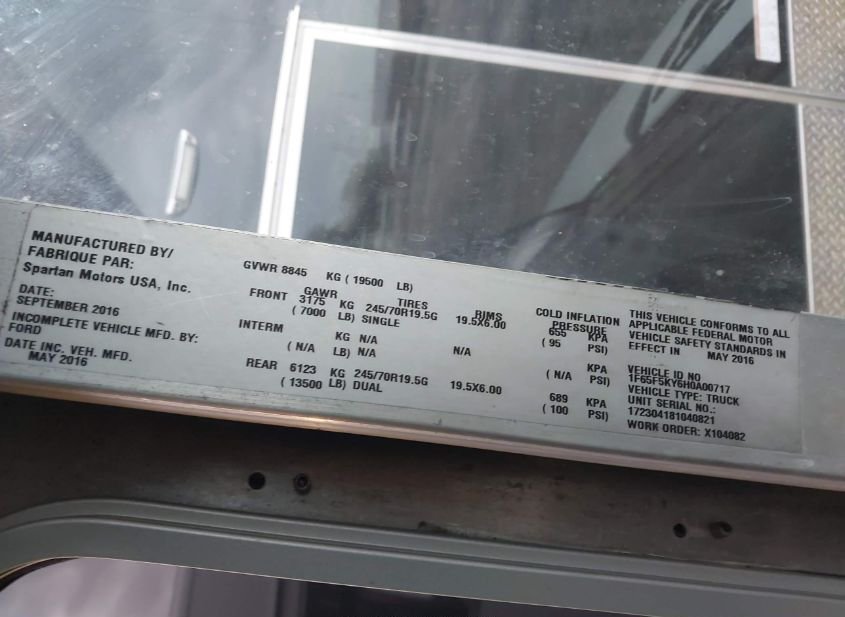 MANUFACTURED BY/
FABRIQUE PAR:
Spartan Motors USA, Inc.
DATE:
SEPTEMBER 2016
INCOMPLETE VEHICLE MFD. BY:
FORD
DATE INC. VEH. MFD.
MAY 2016
GVWR 8845 KG ( 19500 LB)
GAWR TIRES RIMS COLD INFLATION PRESSURE
FRONT 3175 KG 245/70R19.5G 19.5X6.00 655 KPA
( 7000 LB) SINGLE ( 95 PSI)
INTERM KG N/A KPA
( N/A LB) N/A N/A ( N/A PSI)
REAR 6123 KG 245/70R19.5G 19.5X6.00 689 KPA
( 13500 LB) DUAL ( 100 PSI)
THIS VEHICLE CONFORMS TO ALL
APPLICABLE FEDERAL MOTOR
VEHICLE SAFETY STANDARDS IN
EFFECT IN MAY 2016
VEHICLE ID NO
1F65F5KY6H0A00717
VEHICLE TYPE: TRUCK
UNIT SERIAL NO.:
172304181040821
WORK ORDER: X104082